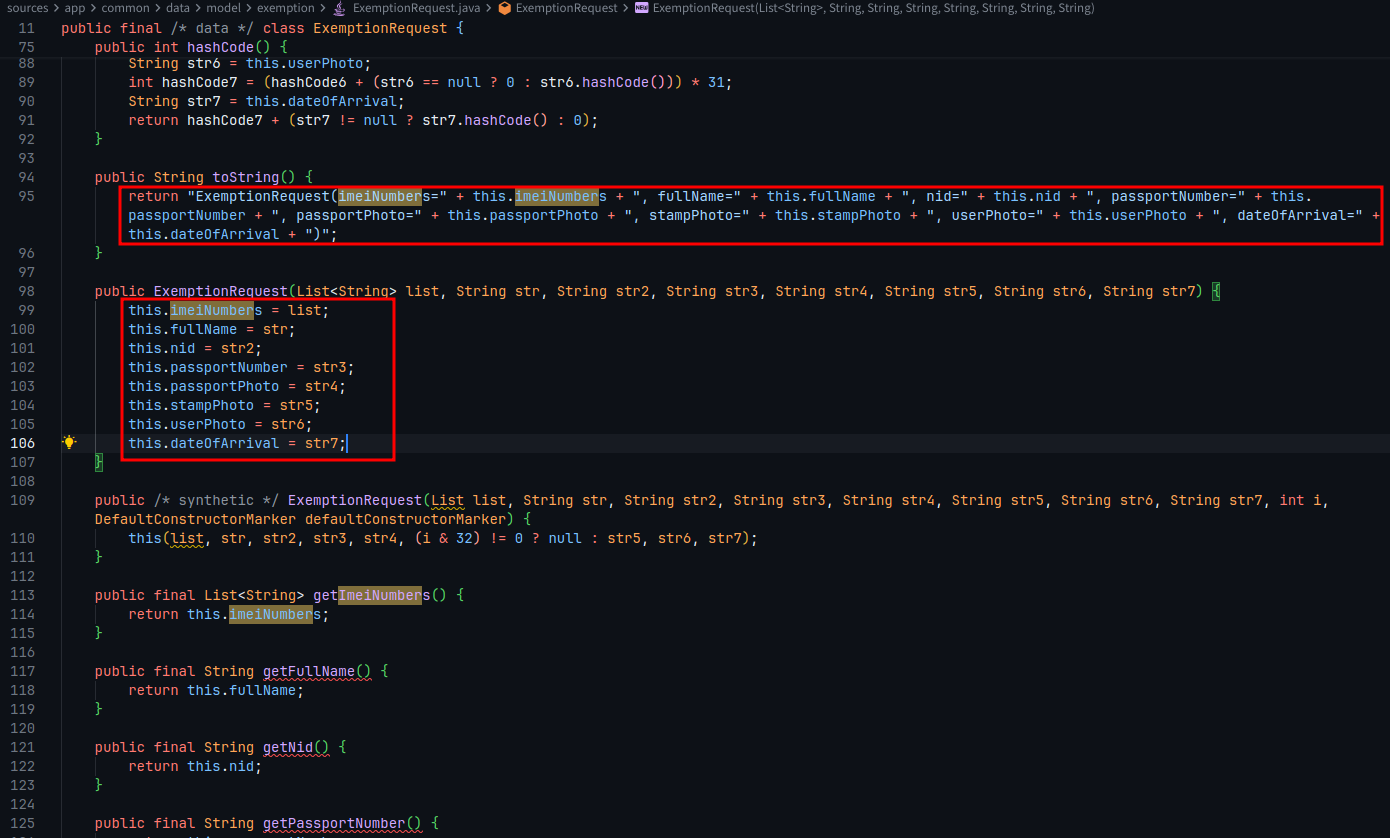 sources > app > common > data > model > exemption > ExemptionRequest.java > ExemptionRequest > ExemptionRequest(List<String>, String, String, String, String, String, String, String)
11 public final /* data */ class ExemptionRequest {
75 public int hashCode() {
88 String str6 = this.userPhoto;
89 int hashCode7 = (hashCode6 + (str6 == null ? 0 : str6.hashCode())) * 31;
90 String str7 = this.dateOfArrival;
91 return hashCode7 + (str7 != null ? str7.hashCode() : 0);
92 }
93
94 public String toString() {
95 return "ExemptionRequest(imeiNumbers=" + this.imeiNumbers + ", fullName=" + this.fullName + ", nid=" + this.nid + ", passportNumber=" + this.
passportNumber + ", passportPhoto=" + this.passportPhoto + ", stampPhoto=" + this.stampPhoto + ", userPhoto=" + this.userPhoto + ", dateOfArrival=" +
this.dateOfArrival + ")";
96 }
97
98 public ExemptionRequest(List<String> list, String str, String str2, String str3, String str4, String str5, String str6, String str7) {
99 this.imeiNumbers = list;
100 this.fullName = str;
101 this.nid = str2;
102 this.passportNumber = str3;
103 this.passportPhoto = str4;
104 this.stampPhoto = str5;
105 this.userPhoto = str6;
106 this.dateOfArrival = str7;
107 }
108
109 public /* synthetic */ ExemptionRequest(List list, String str, String str2, String str3, String str4, String str5, String str6, String str7, int i,
DefaultConstructorMarker defaultConstructorMarker) {
110 this(list, str, str2, str3, str4, (i & 32) != 0 ? null : str5, str6, str7);
111 }
112
113 public final List<String> getImeiNumbers() {
114 return this.imeiNumbers;
115 }
116
117 public final String getFullName() {
118 return this.fullName;
119 }
120
121 public final String getNid() {
122 return this.nid;
123 }
124
125 public final String getPassportNumber() {